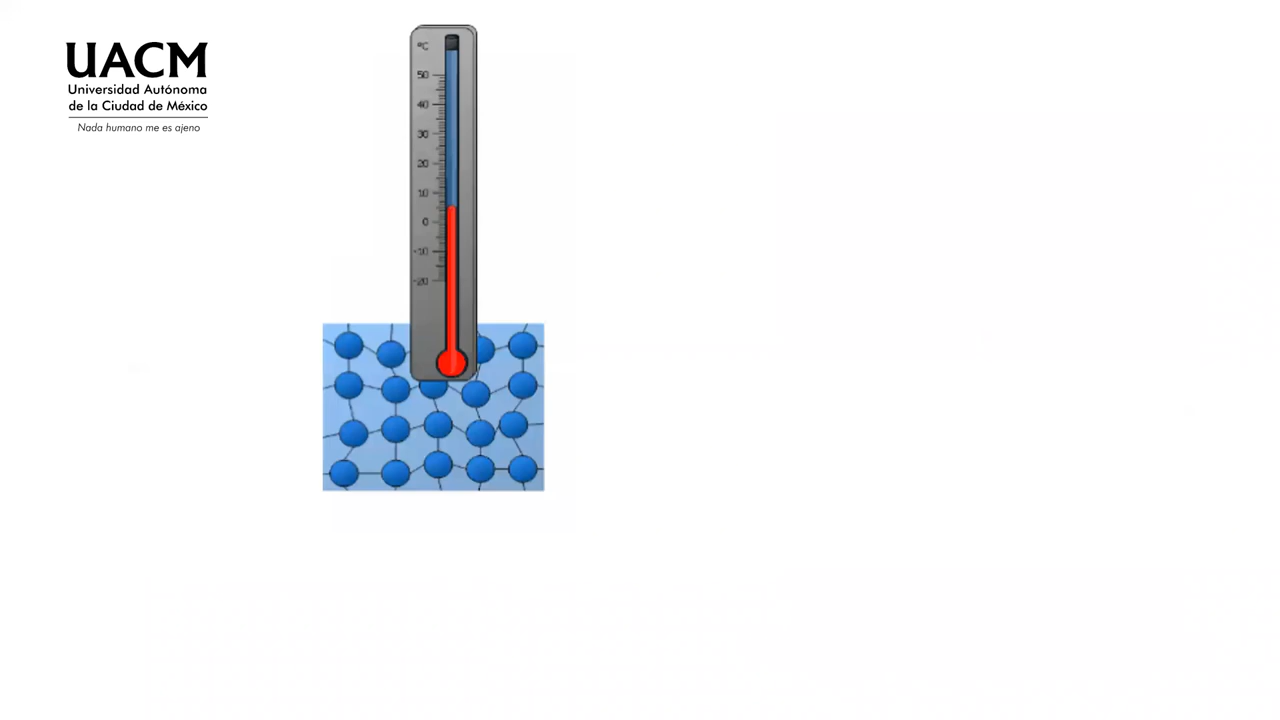 UACM
Universidad Autónoma
de la Ciudad de México
Nada humano me es ajeno
°C
50
40
30
20
10
0
-10
-20